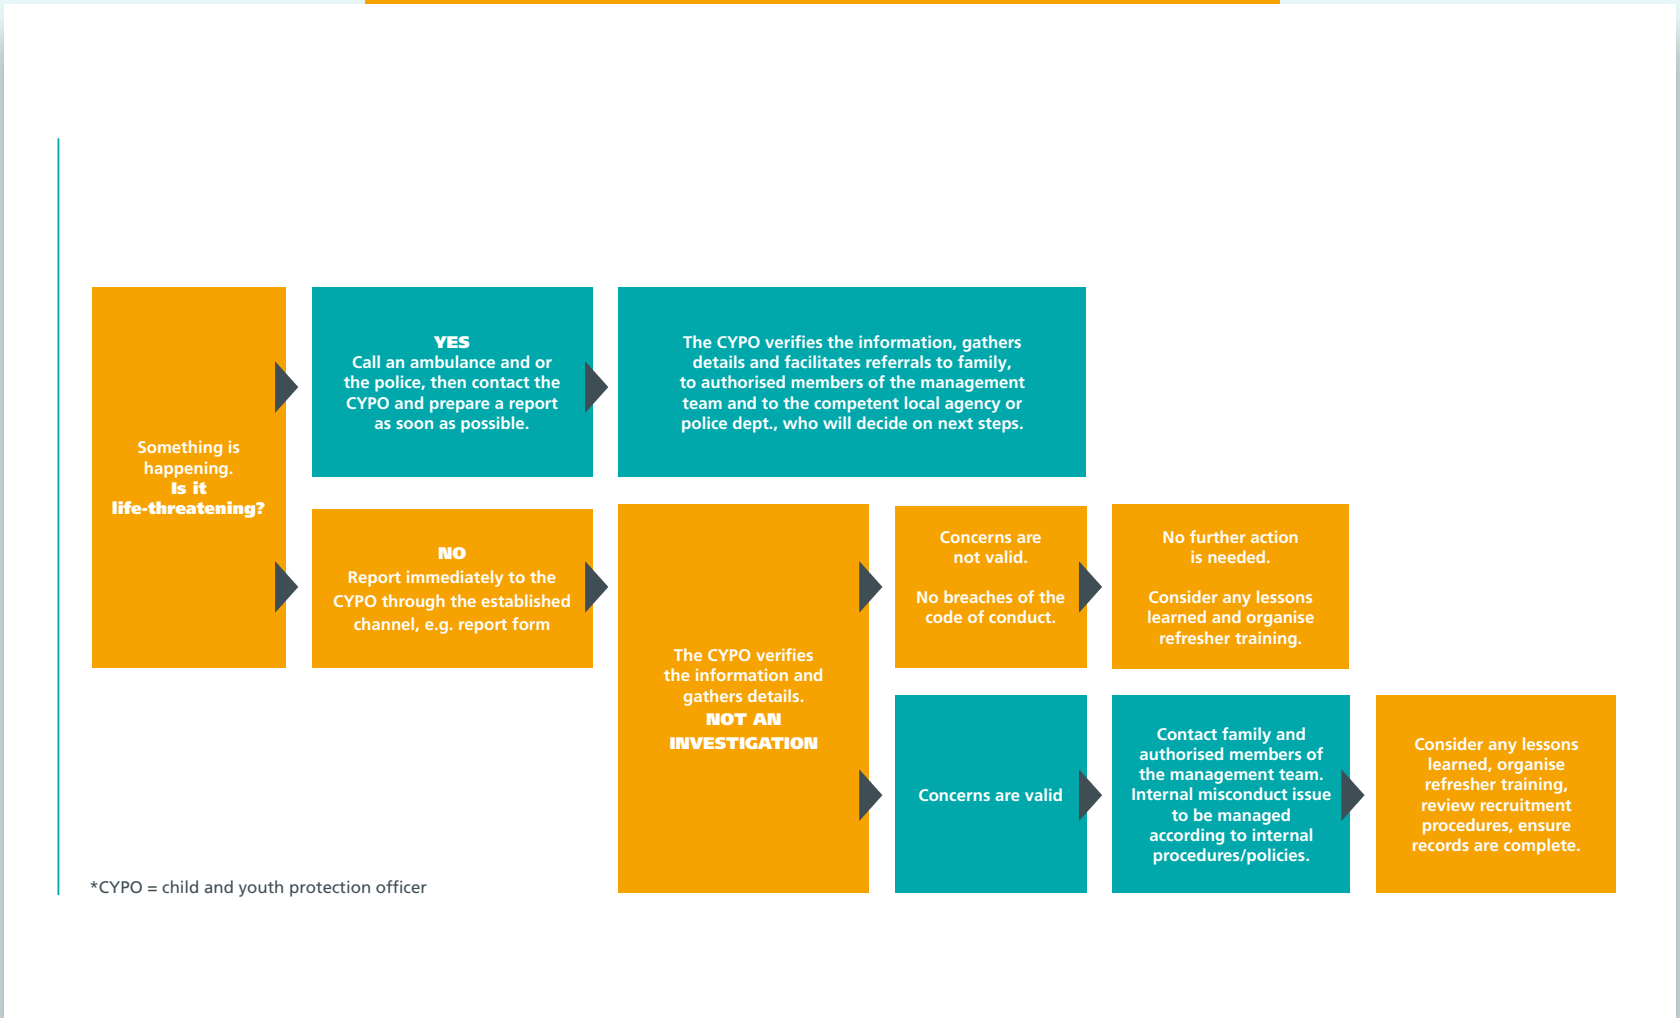 Something is
happening.
Is it
life-threatening?
YES
Call an ambulance and or
the police, then contact the
CYPO and prepare a report
as soon as possible.
The CYPO verifies the information, gathers
details and facilitates referrals to family,
to authorised members of the management
team and to the competent local agency or
police dept., who will decide on next steps.
NO
Report immediately to the
CYPO through the established
channel, e.g. report form
The CYPO verifies
the information and
gathers details.
NOT AN
INVESTIGATION
Concerns are
not valid.
No breaches of the
code of conduct.
No further action
is needed.
Consider any lessons
learned and organise
refresher training.
Concerns are valid
Contact family and
authorised members of
the management team.
Internal misconduct issue
to be managed
according to internal
procedures/policies.
Consider any lessons
learned, organise
refresher training,
review recruitment
procedures, ensure
records are complete.
*CYPO = child and youth protection officer